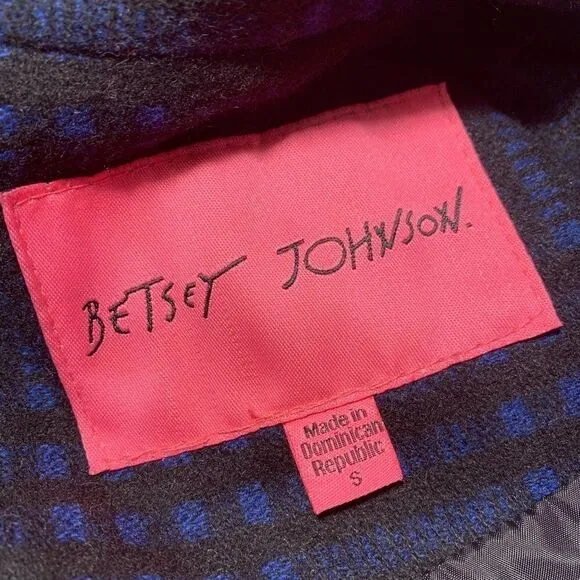 BETSEY JOHNSON.
Made in
Dominican
Republic
S